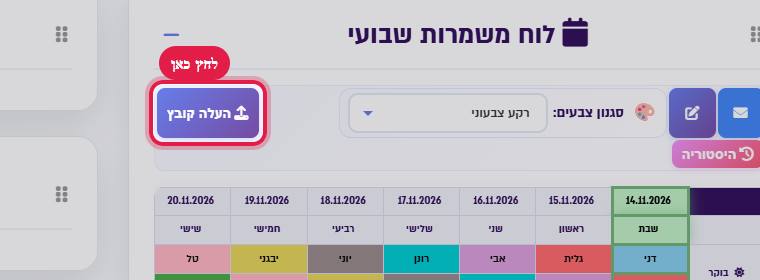 לוח משמרות שבועי
לחץ כאן
סגנון צבעים: רקע צבעוני העלה קובץ
היסטוריה
14.11.2026 15.11.2026 16.11.2026 17.11.2026 18.11.2026 19.11.2026 20.11.2026
שבת ראשון שני שלישי רביעי חמישי שישי
בוקר דני גלית אבי רונן יוני יבגני טל